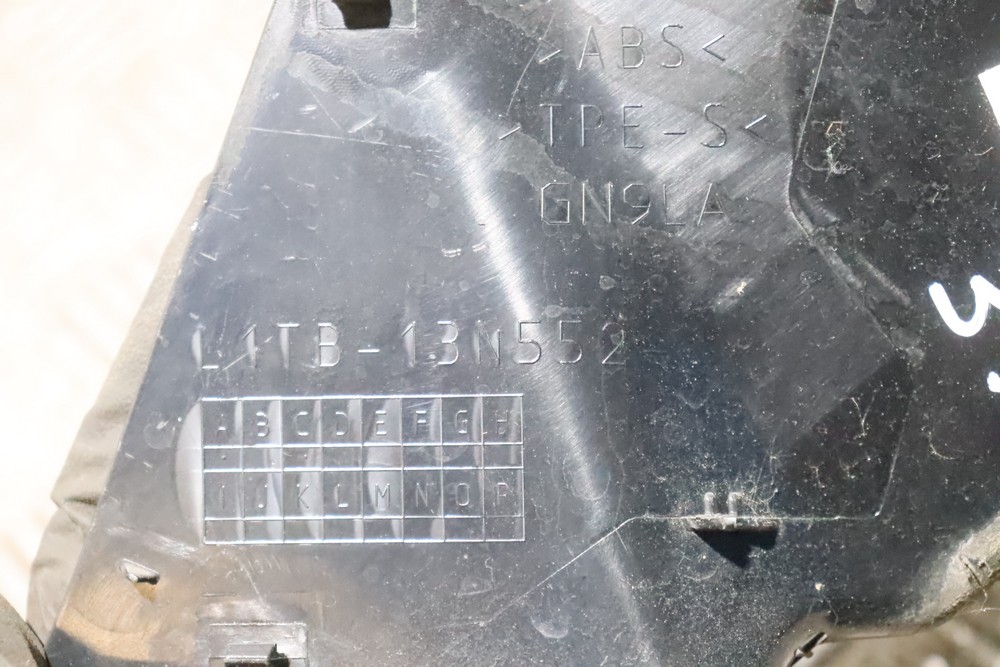 >ABS<
>TPE-S<
GN9LA
L1TB-13N552
A B C D E F G H
I J K L M N O P